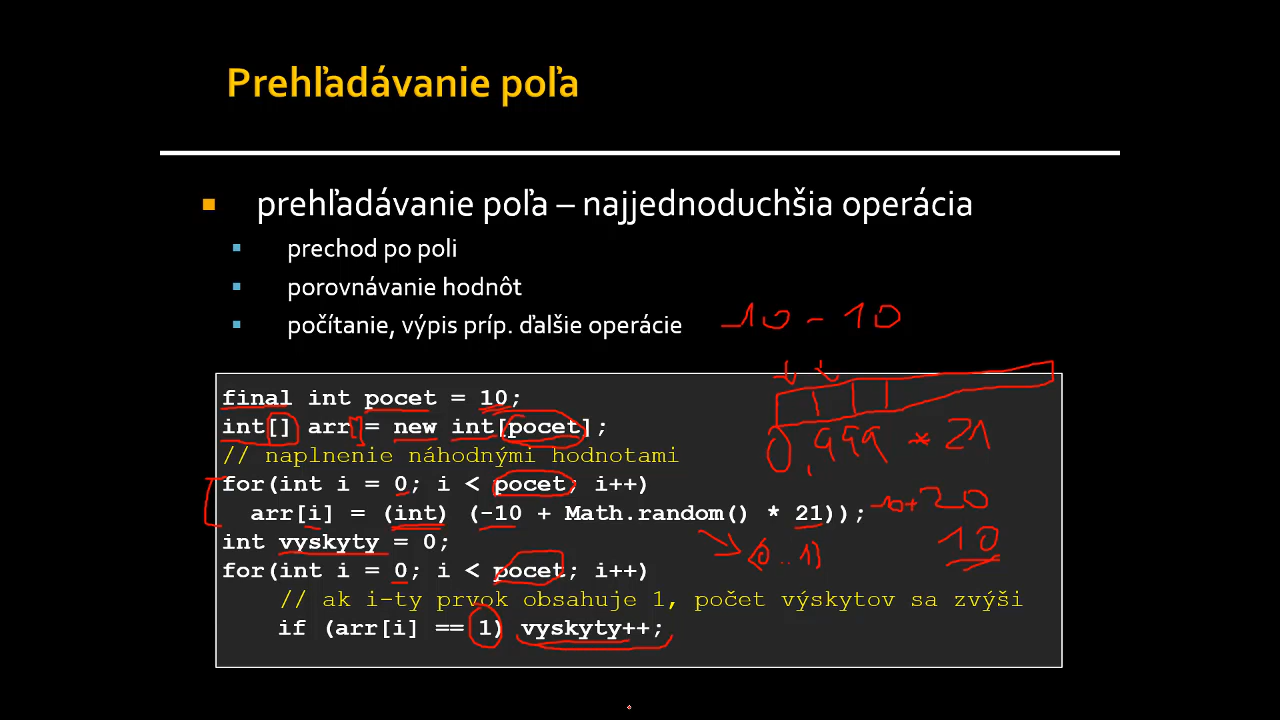 Prehľadávanie poľa
prehľadávanie poľa – najjednoduchšia operácia
prechod po poli
porovnávanie hodnôt
počítanie, výpis príp. ďalšie operácie
-10 - 10
final int pocet = 10;
int[] arr = new int[pocet];
0,999 * 21
// naplnenie náhodnými hodnotami
for(int i = 0; i < pocet; i++)
arr[i] = (int) (-10 + Math.random() * 21));
-10+20
10
int vyskyty = 0;
<0..1)
for(int i = 0; i < pocet; i++)
// ak i-ty prvok obsahuje 1, počet výskytov sa zvýši
if (arr[i] == 1) vyskyty++;